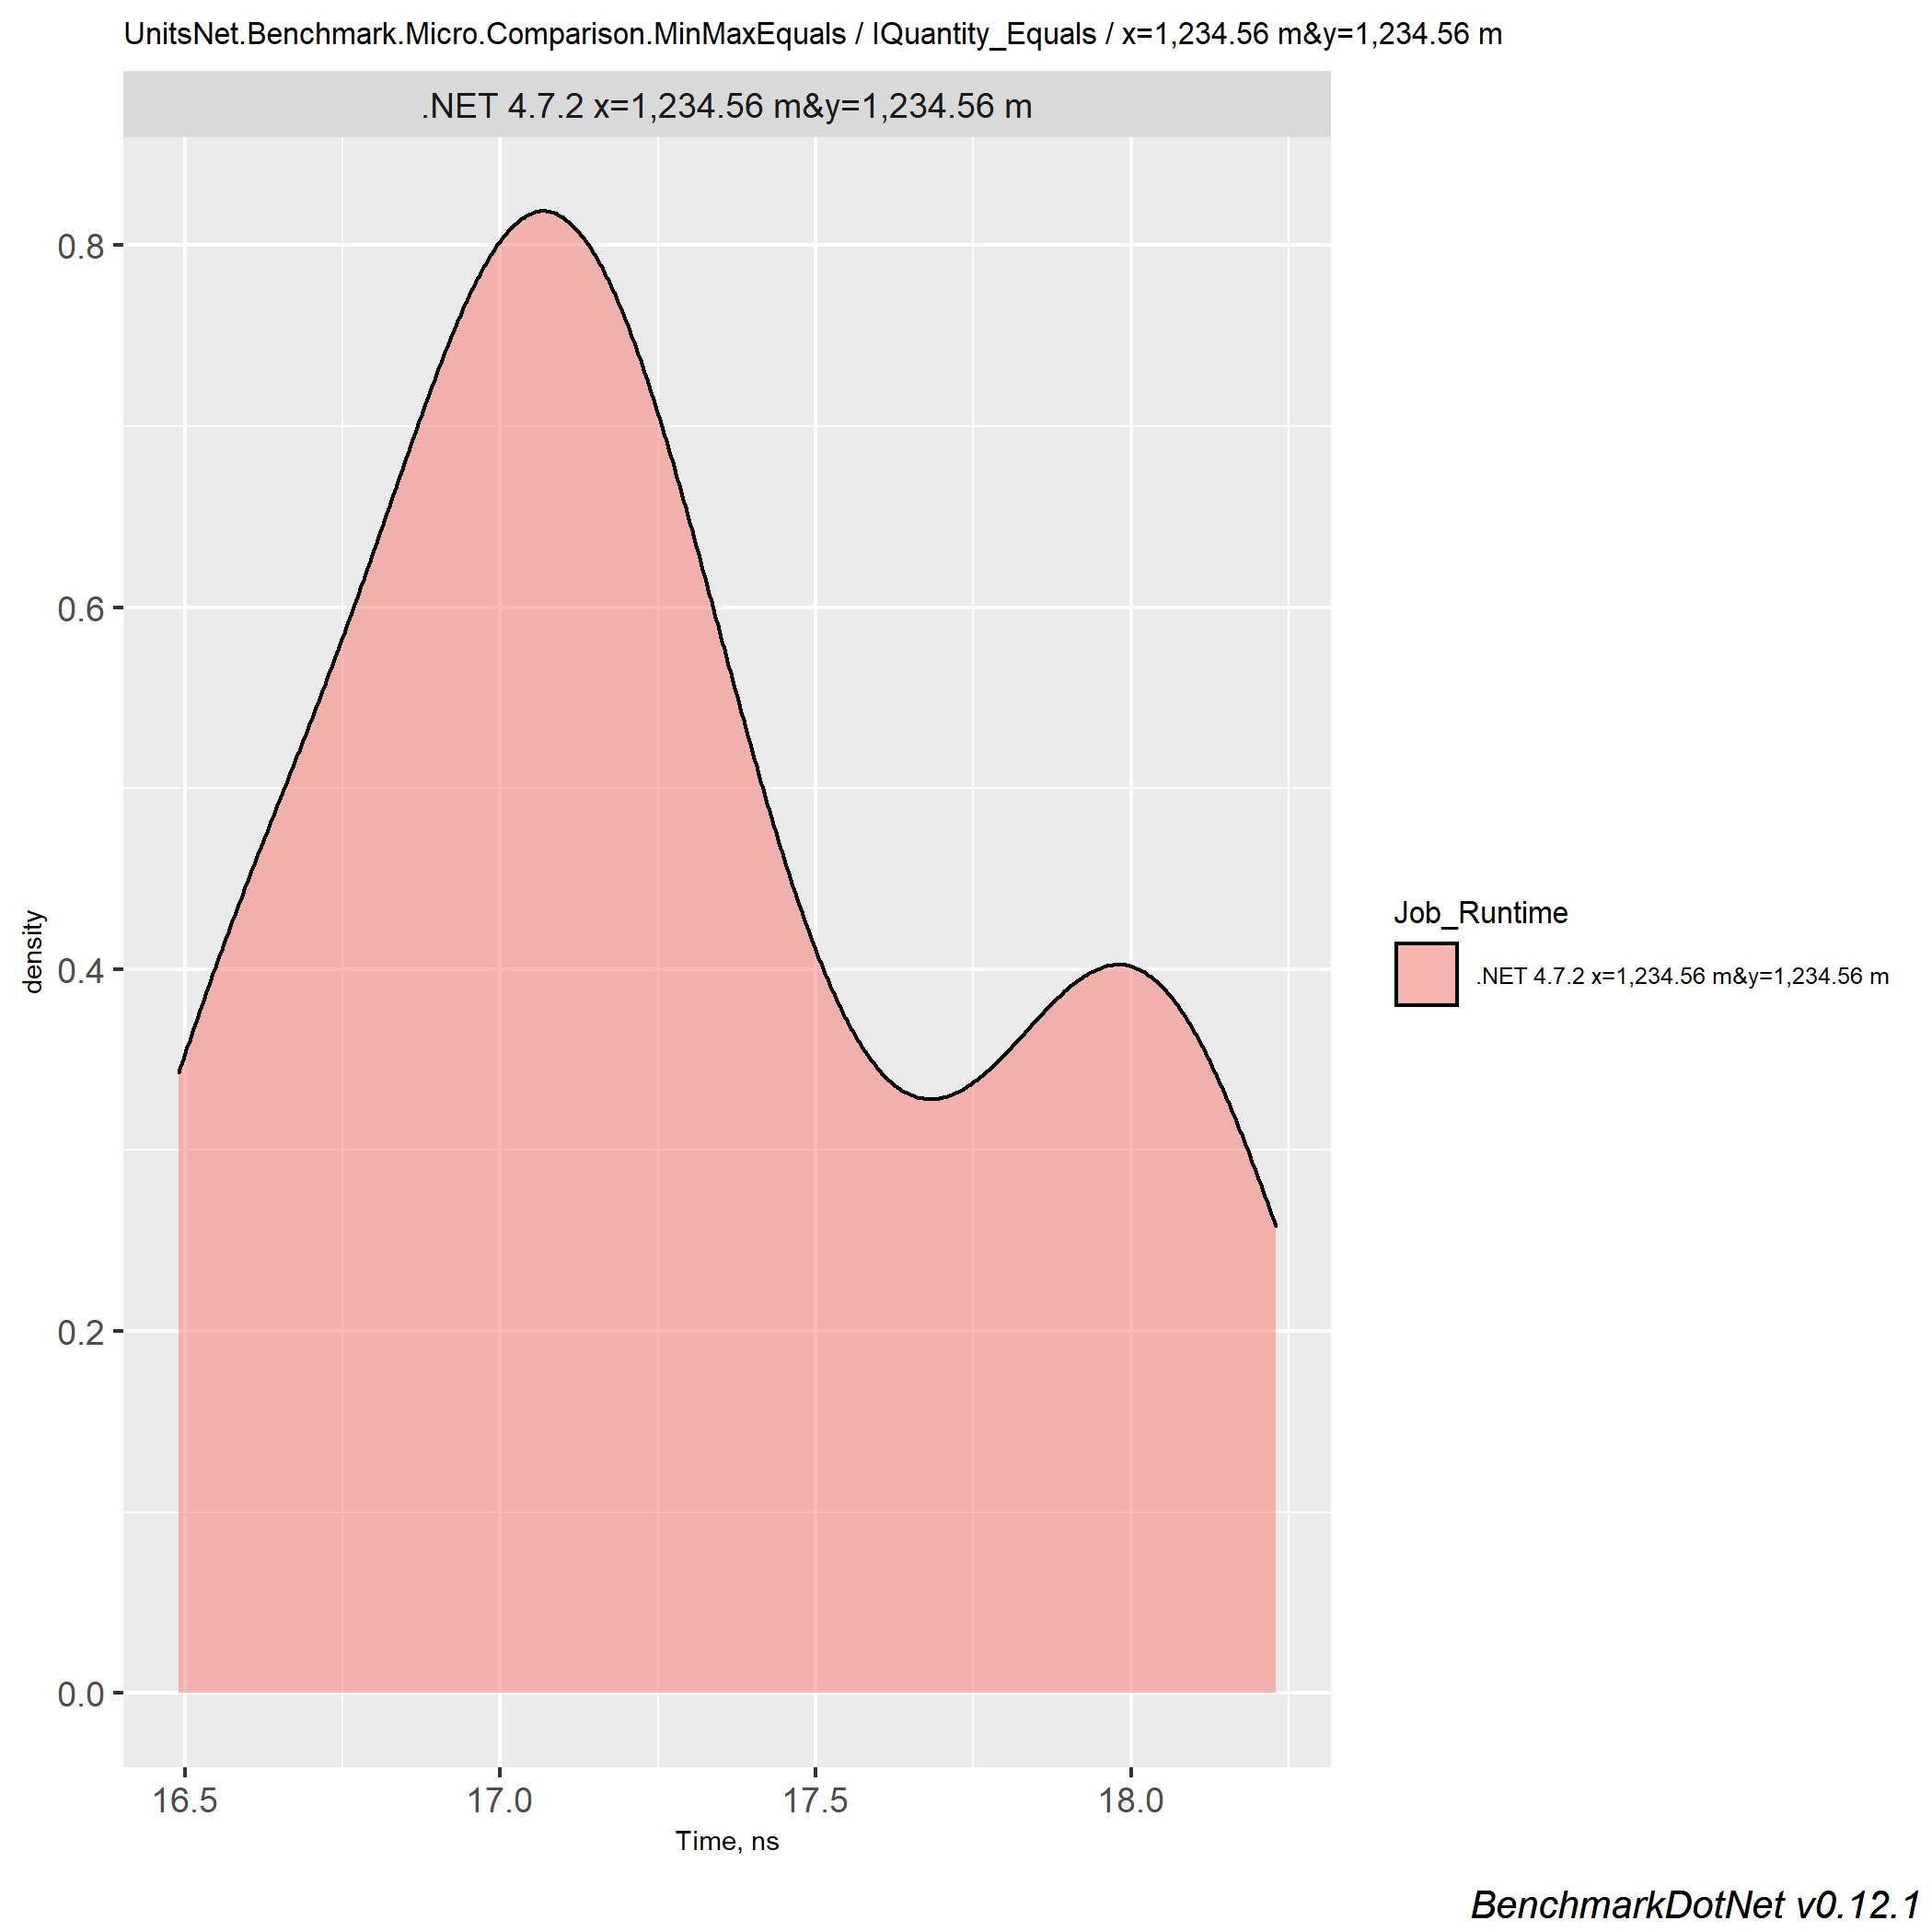 UnitsNet.Benchmark.Micro.Comparison.MinMaxEquals / IQuantity_Equals / x=1,234.56 m&y=1,234.56 m
.NET 4.7.2 x=1,234.56 m&y=1,234.56 m
0.8
0.6
0.4
0.2
0.0
density
16.5 17.0 17.5 18.0
Time, ns
Job_Runtime
.NET 4.7.2 x=1,234.56 m&y=1,234.56 m
BenchmarkDotNet v0.12.1